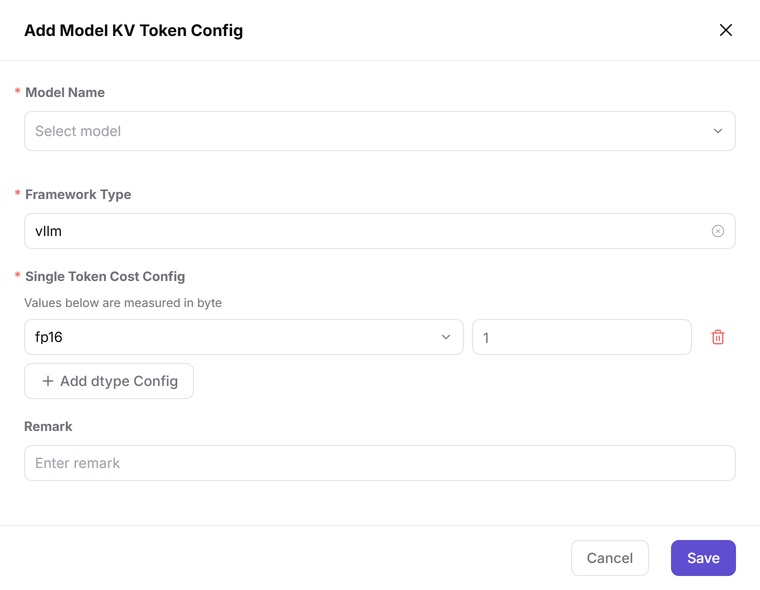 Add Model KV Token Config
* Model Name
Select model
* Framework Type
vllm
* Single Token Cost Config
Values below are measured in byte
fp16 1
+ Add dtype Config
Remark
Enter remark
Cancel Save